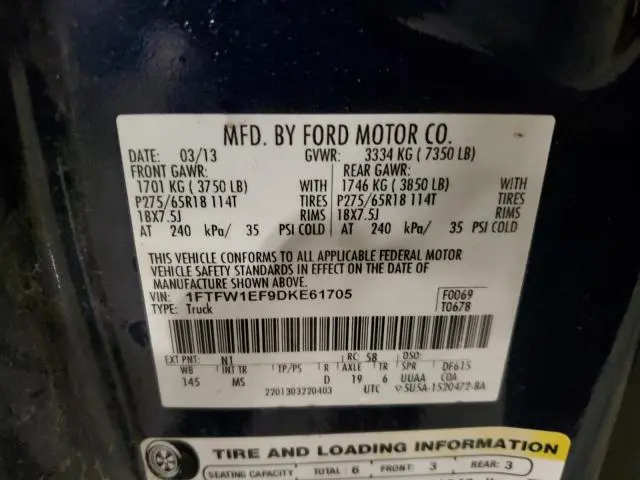 MFD. BY FORD MOTOR CO.
DATE: 03/13 GVWR: 3334 KG ( 7350 LB)
FRONT GAWR: REAR GAWR:
1701 KG ( 3750 LB) WITH 1746 KG ( 3850 LB) WITH
P275/65R18 114T TIRES P275/65R18 114T TIRES
18X7.5J RIMS 18X7.5J RIMS
AT 240 kPa/ 35 PSI COLD AT 240 kPa/ 35 PSI COLD
THIS VEHICLE CONFORMS TO ALL APPLICABLE FEDERAL MOTOR
VEHICLE SAFETY STANDARDS IN EFFECT ON THE DATE OF
MANUFACTURE SHOWN ABOVE.
VIN: 1FTFW1EF9DKE61705 F0069
TYPE: Truck T0678
EXT PNT: N1 RC: 58 DSO:
WB INT TR TP/PS R AXLE TR SPR DF615
145 MS D 19 6 UUAA COA
2201303220403 UTC 5USA-1520472-BA
TIRE AND LOADING INFORMATION
SEATING CAPACITY TOTAL : 6 FRONT: 3 REAR: 3